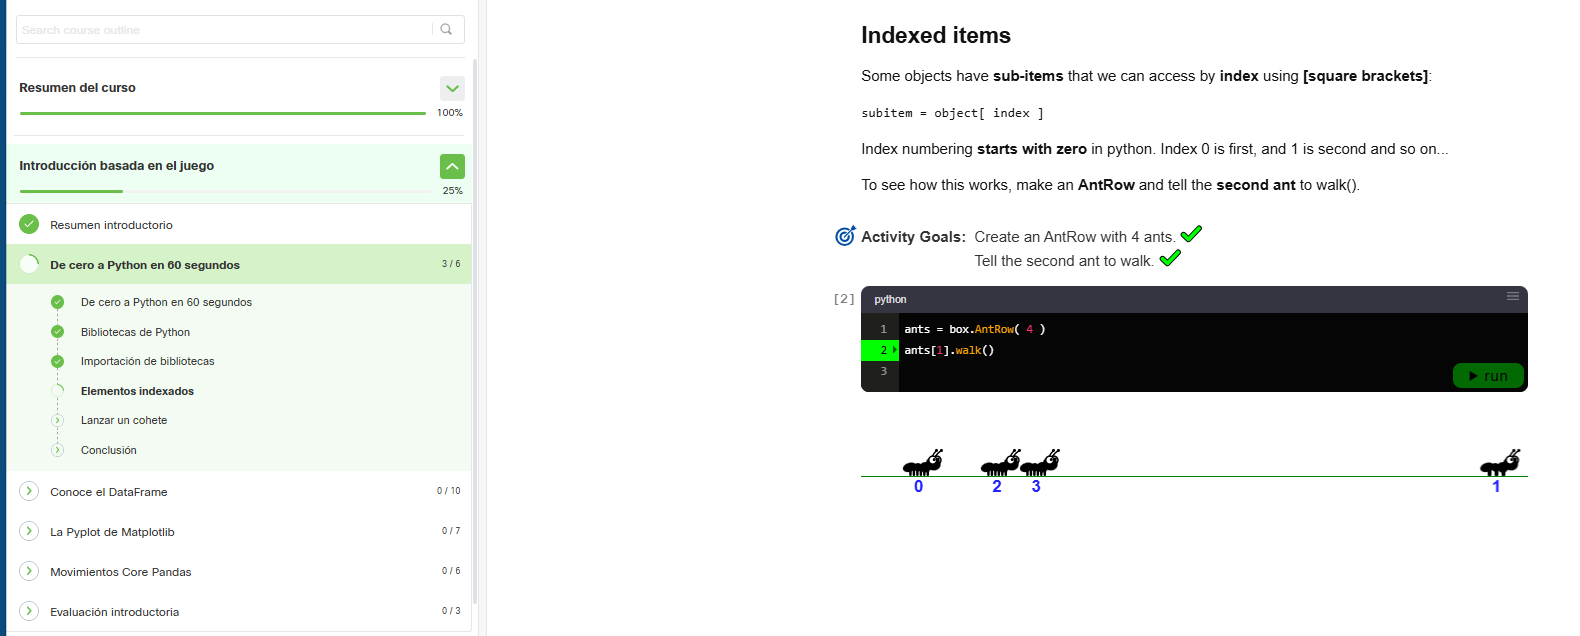 Search course outline
Resumen del curso
100%
Introducción basada en el juego
25%
Resumen introductorio
De cero a Python en 60 segundos
3 / 6
De cero a Python en 60 segundos
Bibliotecas de Python
Importación de bibliotecas
Elementos indexados
Lanzar un cohete
Conclusión
Conoce el DataFrame
0 / 10
La Pyplot de Matplotlib
0 / 7
Movimientos Core Pandas
0 / 6
Evaluación introductoria
0 / 3
Indexed items
Some objects have sub-items that we can access by index using [square brackets]:
subitem = object[ index ]
Index numbering starts with zero in python. Index 0 is first, and 1 is second and so on...
To see how this works, make an AntRow and tell the second ant to walk().
Activity Goals: Create an AntRow with 4 ants.
Tell the second ant to walk.
[2]
python
1 ants = box.AntRow( 4 )
2 ants[1].walk()
3
run
0 2 3 1